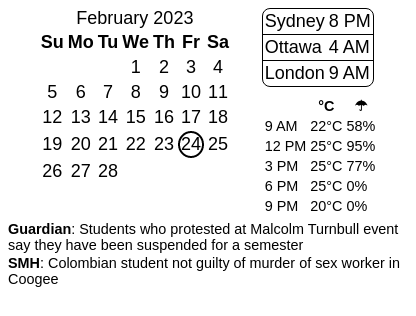 February 2023
Su Mo Tu We Th Fr Sa
1 2 3 4
5 6 7 8 9 10 11
12 13 14 15 16 17 18
19 20 21 22 23 24 25
26 27 28
Sydney 8 PM
Ottawa 4 AM
London 9 AM
°C ☂
9 AM 22°C 58%
12 PM 25°C 95%
3 PM 25°C 77%
6 PM 25°C 0%
9 PM 20°C 0%
Guardian: Students who protested at Malcolm Turnbull event
say they have been suspended for a semester
SMH: Colombian student not guilty of murder of sex worker in
Coogee